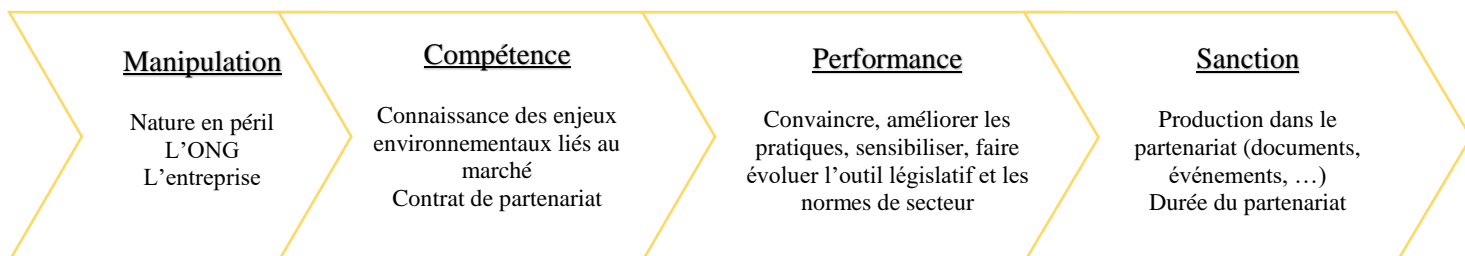 Manipulation
Nature en péril
L’ONG
L’entreprise
Compétence
Connaissance des enjeux
environnementaux liés au
marché
Contrat de partenariat
Performance
Convaincre, améliorer les
pratiques, sensibiliser, faire
évoluer l’outil législatif et les
normes de secteur
Sanction
Production dans le
partenariat (documents,
événements, …)
Durée du partenariat